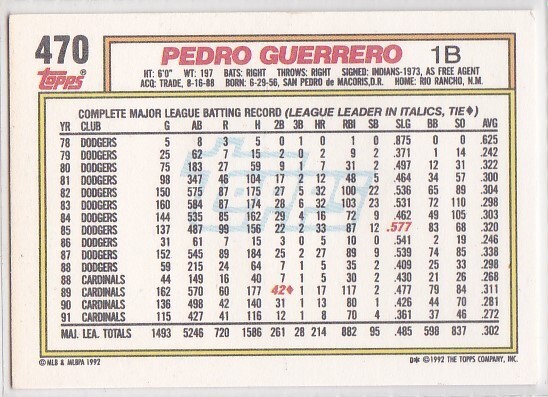 470 PEDRO GUERRERO 1B
Topps HT: 6'0" WT: 197 BATS: RIGHT THROWS: RIGHT SIGNED: INDIANS-1973, AS FREE AGENT
ACQ: TRADE, 8-16-88 BORN: 6-29-56, SAN PEDRO de MACORIS,D.R. HOME: RIO RANCHO, N.M.
COMPLETE MAJOR LEAGUE BATTING RECORD (LEAGUE LEADER IN ITALICS, TIE♦)
YR CLUB G AB R H 2B 3B HR RBI SB SLG BB SO AVG
78 DODGERS 5 8 3 5 0 1 0 1 0 .875 0 0 .625
79 DODGERS 25 62 7 15 2 0 2 9 2 .371 1 14 .242
80 DODGERS 75 183 27 59 9 1 7 31 2 .497 12 31 .322
81 DODGERS 98 347 46 104 17 2 12 48 5 .464 34 57 .300
82 DODGERS 150 575 87 175 27 5 32 100 22 .536 65 89 .304
83 DODGERS 160 584 87 174 28 6 32 103 23 .531 72 110 .298
84 DODGERS 144 535 85 162 29 4 16 72 9 .462 49 105 .303
85 DODGERS 137 487 99 156 22 2 33 87 12 .577 83 68 .320
86 DODGERS 31 61 7 15 3 0 5 10 0 .541 2 19 .246
87 DODGERS 152 545 89 184 25 2 27 89 9 .539 74 85 .338
88 DODGERS 59 215 24 64 7 1 5 35 2 .409 25 33 .298
88 CARDINALS 44 149 16 40 7 1 5 30 2 .430 21 26 .268
89 CARDINALS 162 570 60 177 42♦ 1 17 117 2 .477 79 84 .311
90 CARDINALS 136 498 42 140 31 1 13 80 1 .426 44 70 .281
91 CARDINALS 115 427 41 116 12 1 8 70 4 .361 37 46 .272
MAJ. LEA. TOTALS 1493 5246 720 1586 261 28 214 882 95 .485 598 837 .302
© MLB & MLBPA 1992 D* ©1992 THE TOPPS COMPANY, INC.